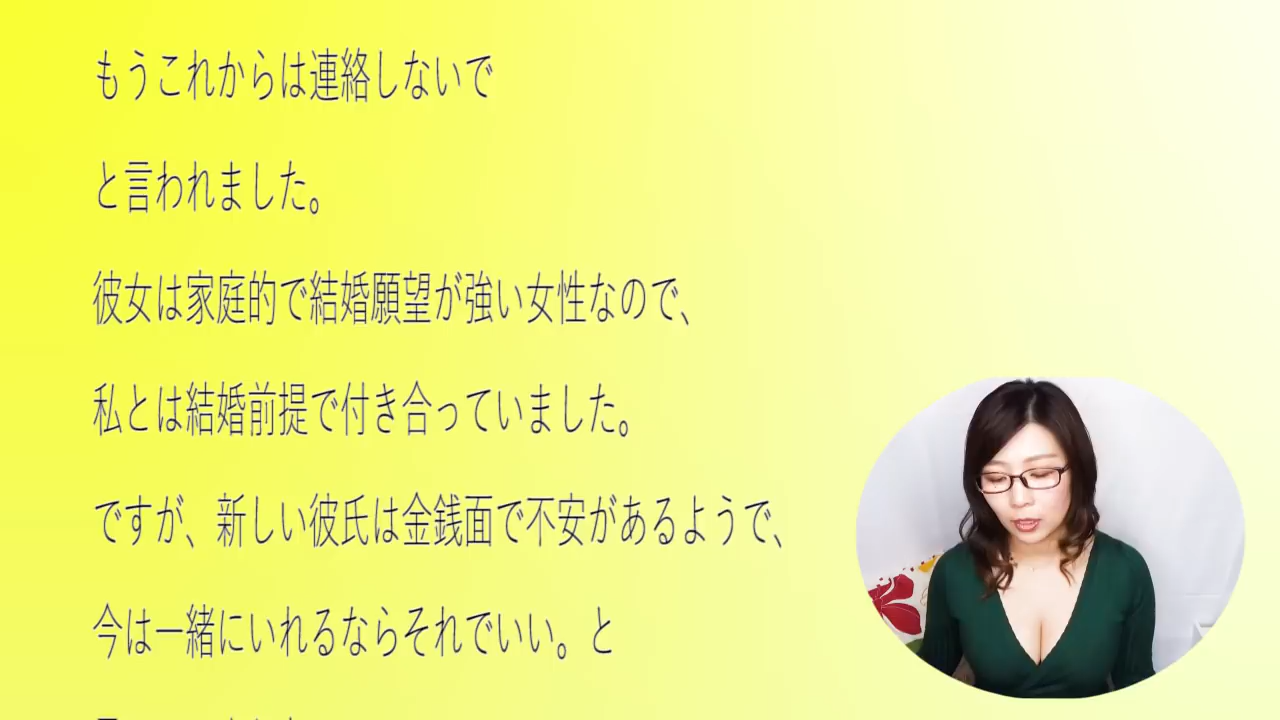 もうこれからは連絡しないで
と言われました。
彼女は家庭的で結婚願望が強い女性なので、
私とは結婚前提で付き合っていました。
ですが、新しい彼氏は金銭面で不安があるようで、
今は一緒にいれるならそれでいい。と